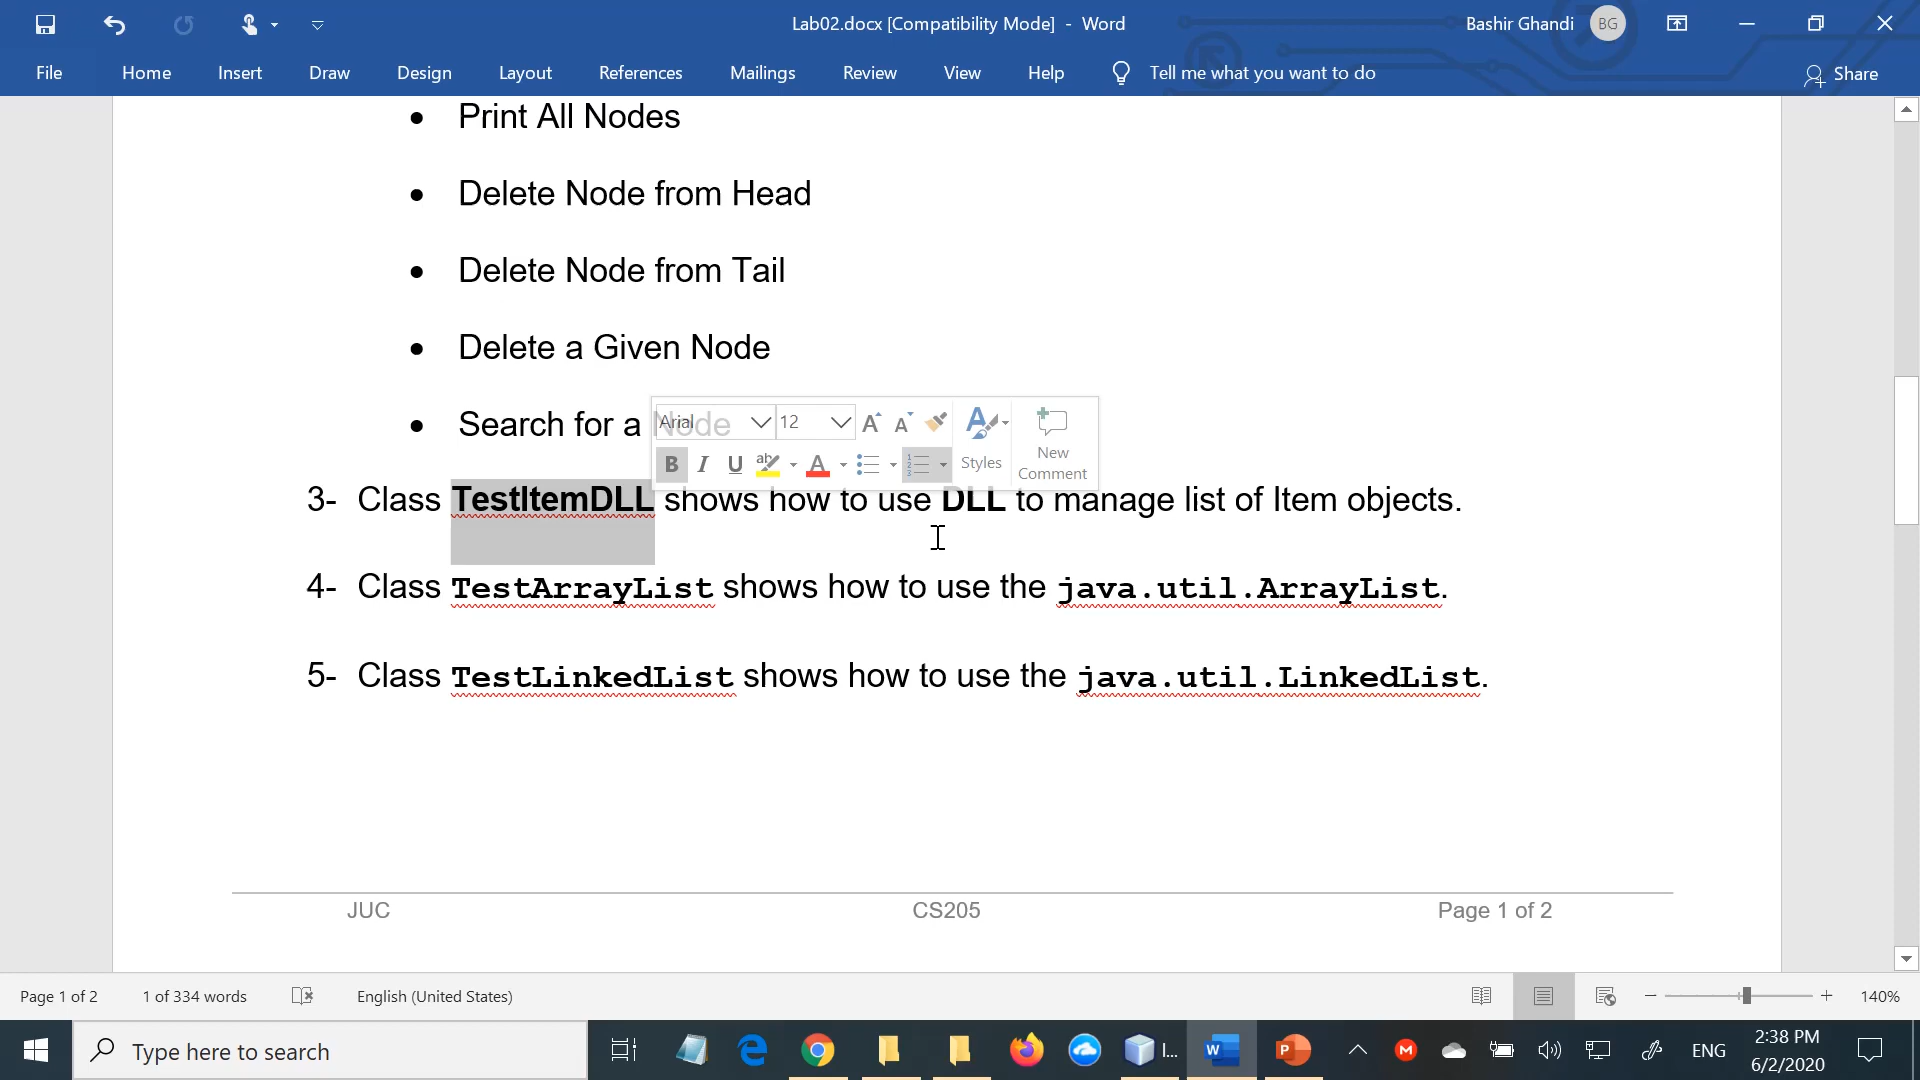 Lab02.docx [Compatibility Mode] - Word
Bashir Ghandi BG
File Home Insert Draw Design Layout References Mailings Review View Help Tell me what you want to do Share
• Print All Nodes
• Delete Node from Head
• Delete Node from Tail
• Delete a Given Node
• Search for a Node
Arial 12
New
Comment
B I U ab A Styles
3- Class TestItemDLL shows how to use DLL to manage list of Item objects.
4- Class TestArrayList shows how to use the java.util.ArrayList.
5- Class TestLinkedList shows how to use the java.util.LinkedList.
JUC CS205 Page 1 of 2
Page 1 of 2 1 of 334 words English (United States) 140%
Type here to search I... ENG
2:38 PM
6/2/2020